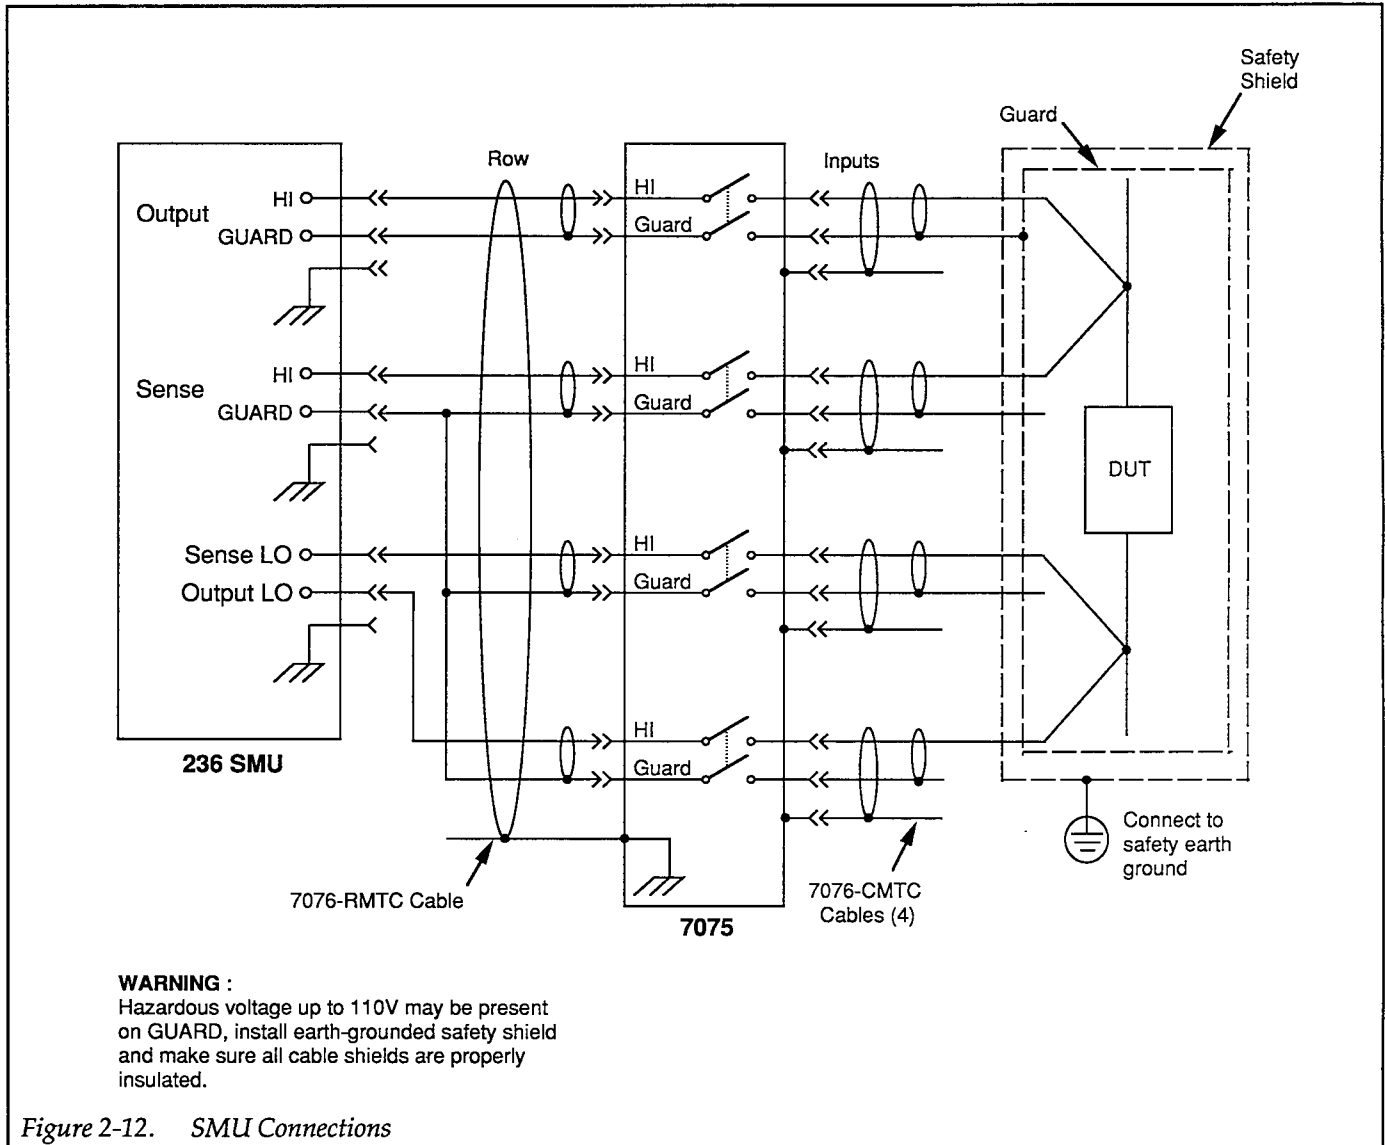 Safety
Shield
Guard
Row
Inputs
Output
HI
GUARD
HI
Guard
Sense
HI
GUARD
HI
Guard
DUT
Sense LO
Output LO
HI
Guard
HI
Guard
236 SMU
7076-RMTC Cable
7075
7076-CMTC
Cables (4)
Connect to
safety earth
ground
WARNING :
Hazardous voltage up to 110V may be present
on GUARD, install earth-grounded safety shield
and make sure all cable shields are properly
insulated.
Figure 2-12. SMU Connections